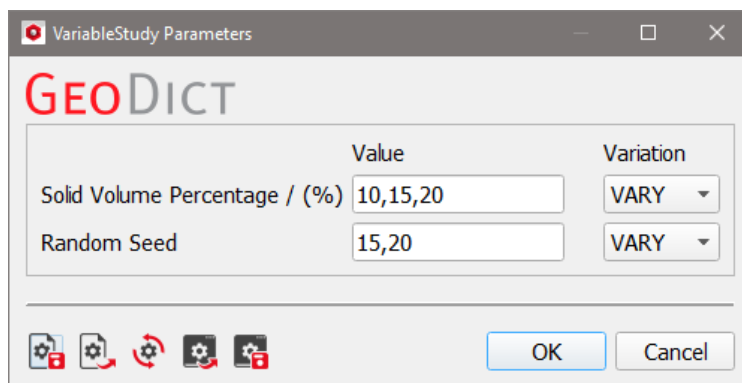 VariableStudy Parameters
GEODICT
Value Variation
Solid Volume Percentage / (%) 10,15,20 VARY
Random Seed 15,20 VARY
OK Cancel